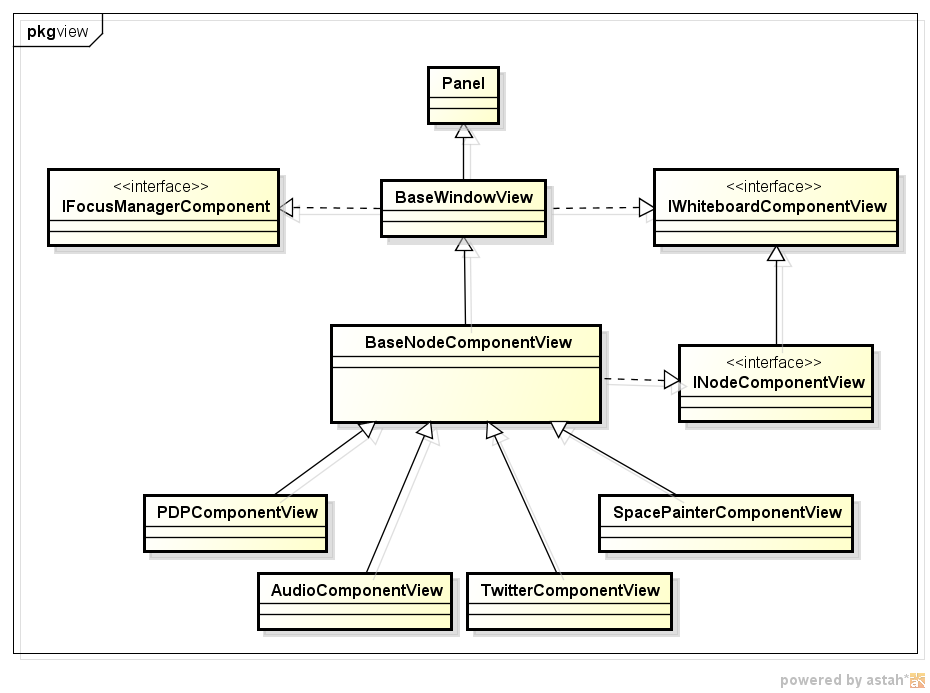 pkgview
Panel
<<interface>>
IFocusManagerComponent
BaseWindowView
<<interface>>
IWhiteboardComponentView
BaseNodeComponentView
<<interface>>
INodeComponentView
PDPComponentView
SpacePainterComponentView
AudioComponentView
TwitterComponentView
powered by astah*